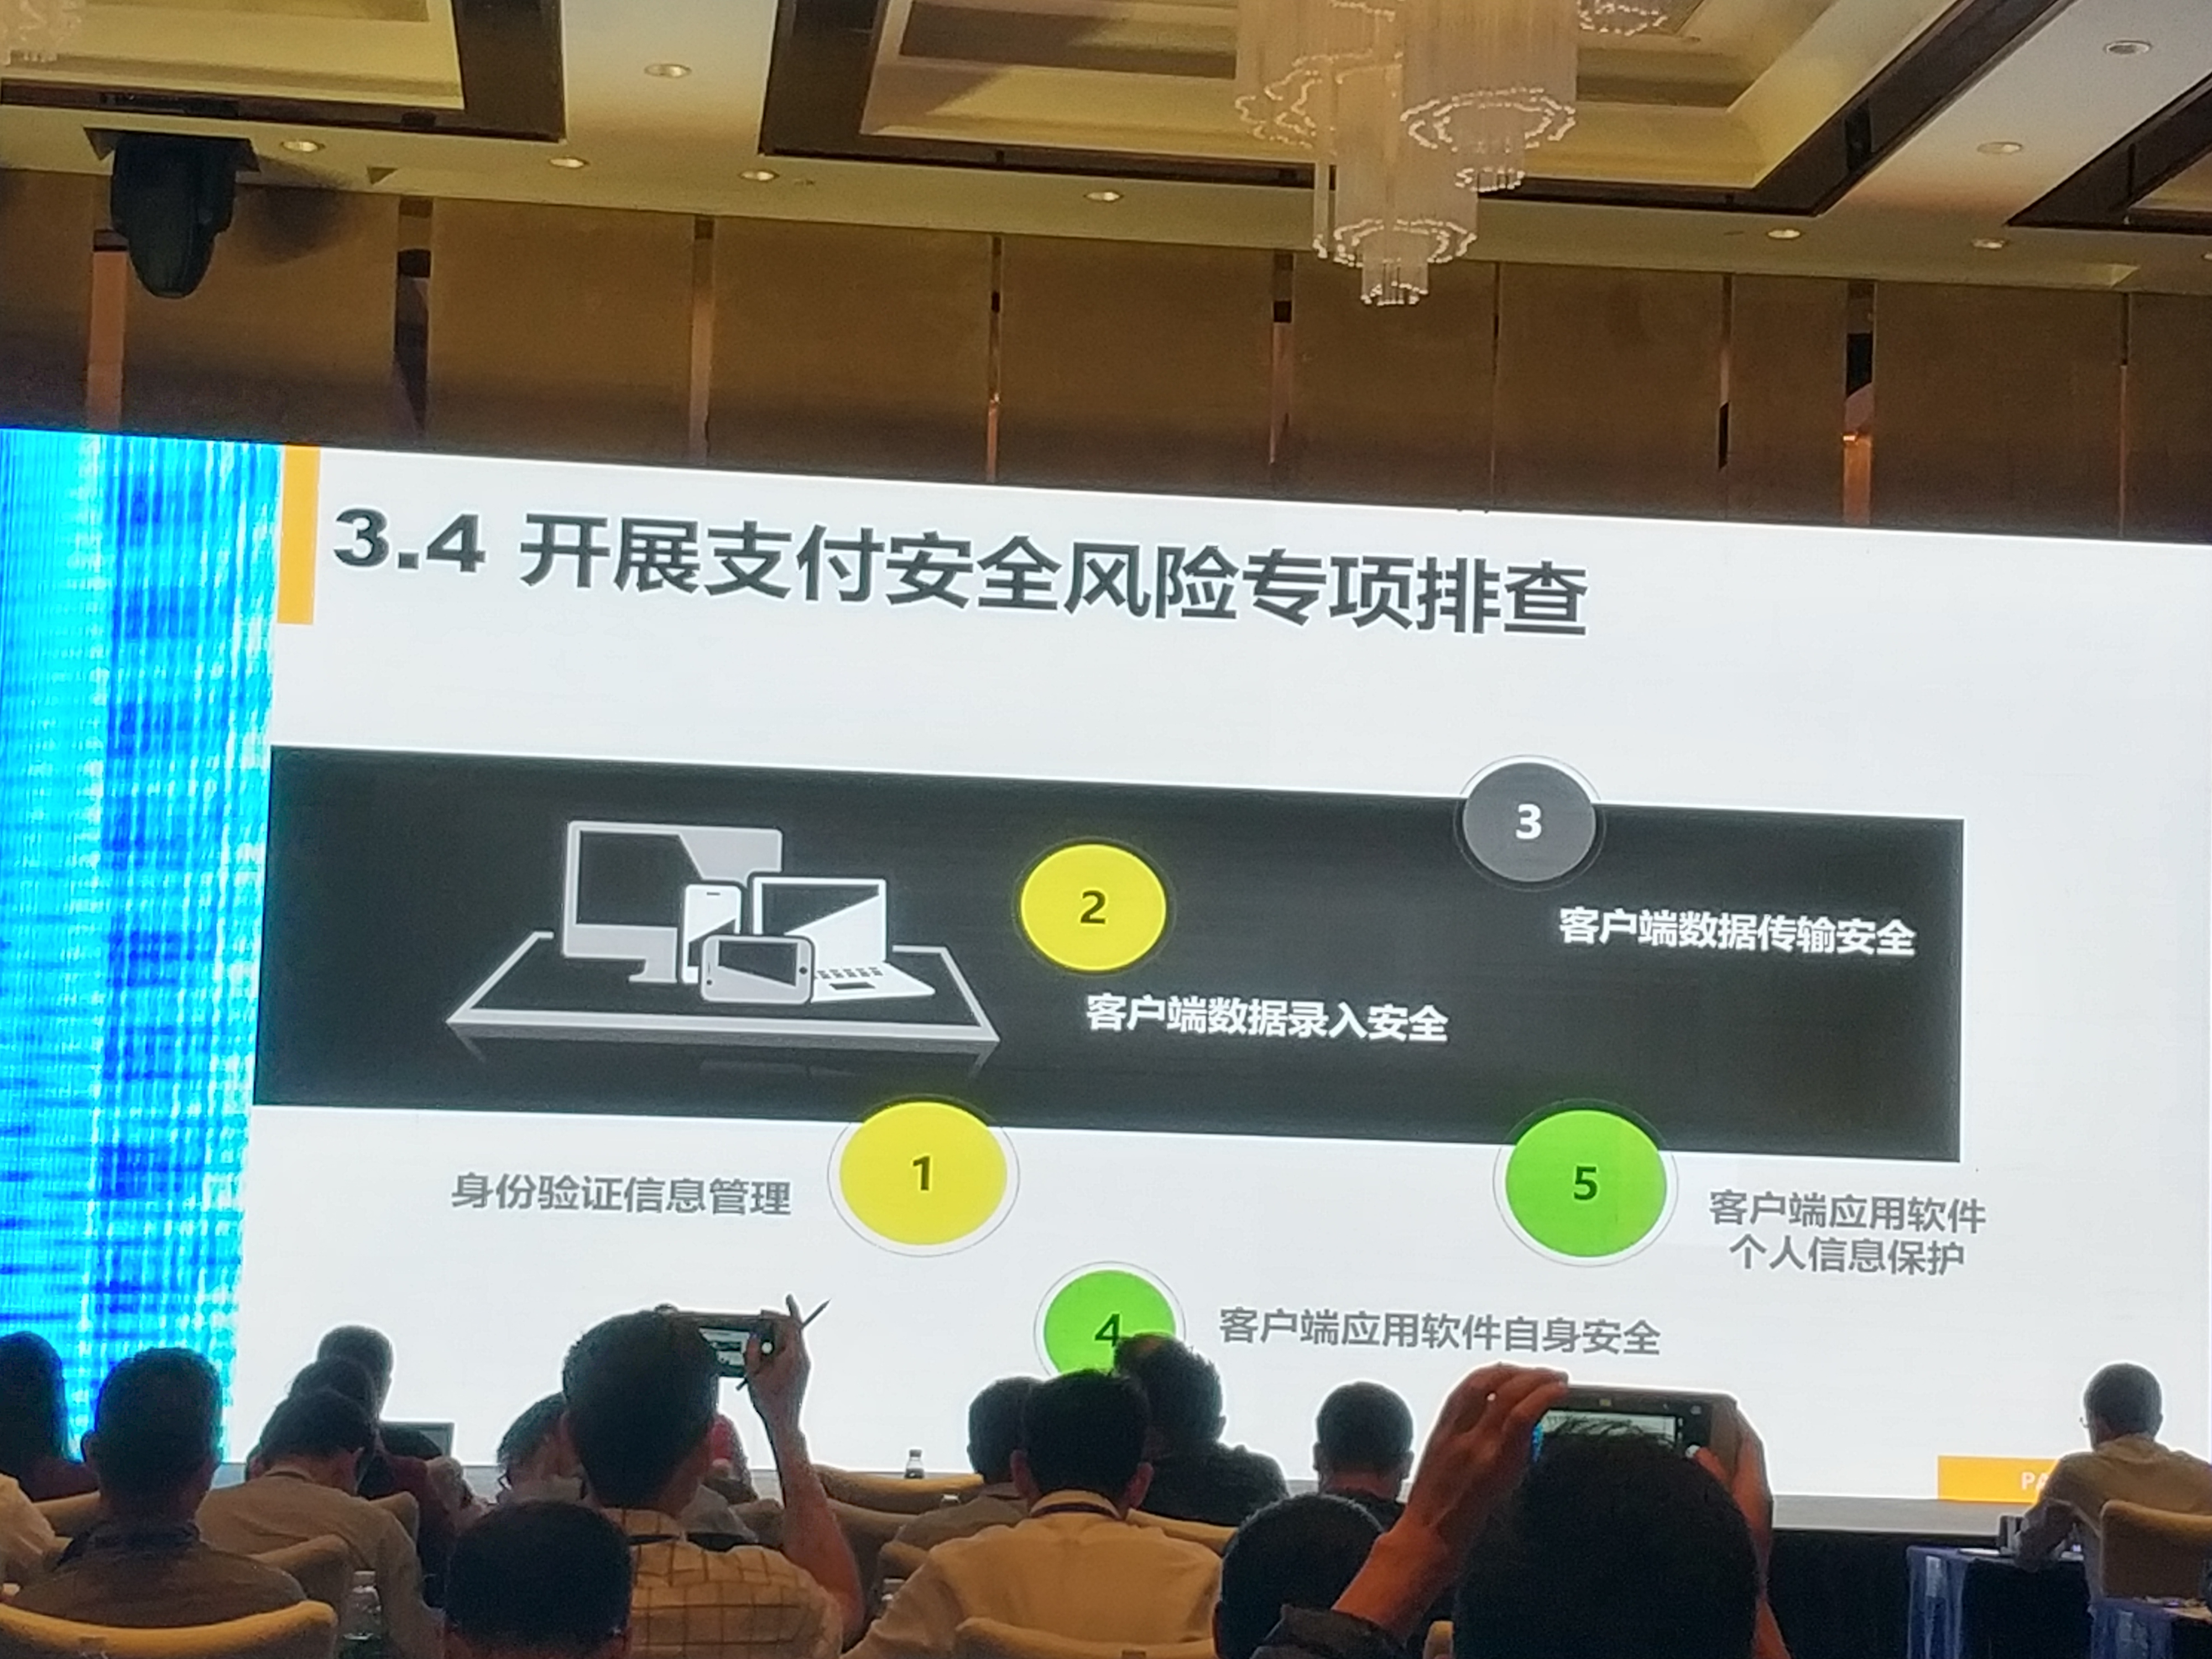 3.4 开展支付安全风险专项排查
3
2
客户端数据传输安全
客户端数据录入安全
1
身份验证信息管理
5
客户端应用软件
个人信息保护
4
客户端应用软件自身安全